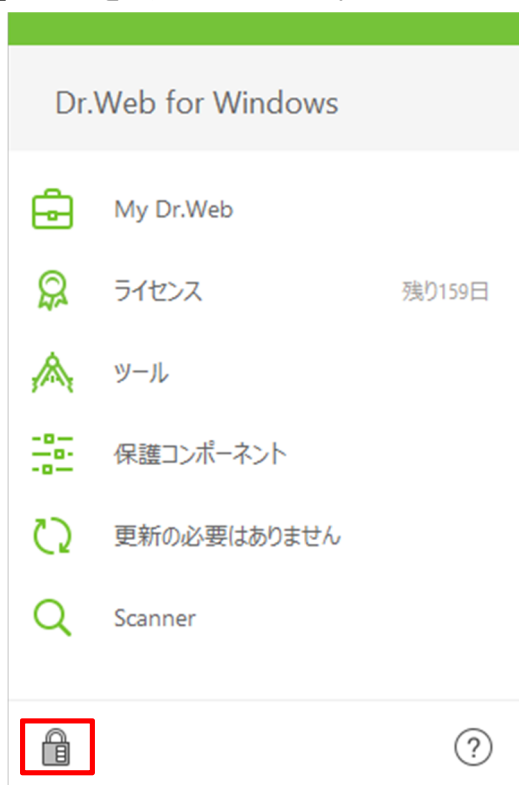 Dr.Web for Windows
My Dr.Web
ライセンス 残り159日
ツール
保護コンポーネント
更新の必要はありません
Scanner
?